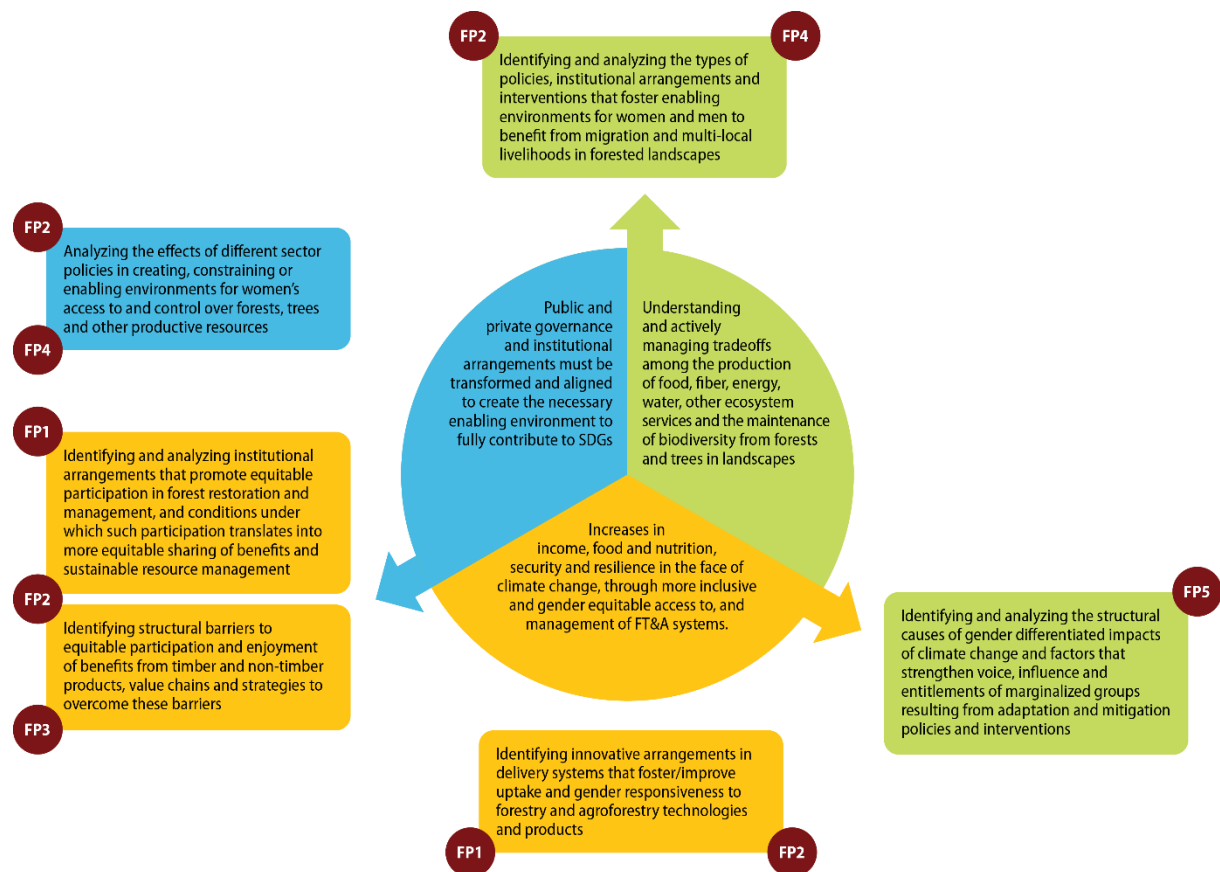 FP2
FP4
Identifying and analyzing the types of
policies, institutional arrangements and
interventions that foster enabling
environments for women and men to
benefit from migration and multi-local
livelihoods in forested landscapes
FP2
Analyzing the effects of different sector
policies in creating, constraining or
enabling environments for women's
access to and control over forests, trees
and other productive resources
FP4
Public and
private governance
and institutional
arrangements must be
transformed and aligned
to create the necessary
enabling environment to
fully contribute to SDGs
Understanding
and actively
managing tradeoffs
among the production
of food, fiber, energy,
water, other ecosystem
services and the maintenance
of biodiversity from forests
and trees in landscapes
FP1
Identifying and analyzing institutional
arrangements that promote equitable
participation in forest restoration and
management, and conditions under
which such participation translates into
more equitable sharing of benefits and
sustainable resource management
FP2
Identifying structural barriers to
equitable participation and enjoyment
of benefits from timber and non-timber
products, value chains and strategies to
overcome these barriers
FP3
Increases in
income, food and nutrition,
security and resilience in the face of
climate change, through more inclusive
and gender equitable access to, and
management of FT&A systems.
FP5
Identifying and analyzing the structural
causes of gender differentiated impacts
of climate change and factors that
strengthen voice, influence and
entitlements of marginalized groups
resulting from adaptation and mitigation
policies and interventions
Identifying innovative arrangements in
delivery systems that foster/improve
uptake and gender responsiveness to
forestry and agroforestry technologies
and products
FP1
FP2